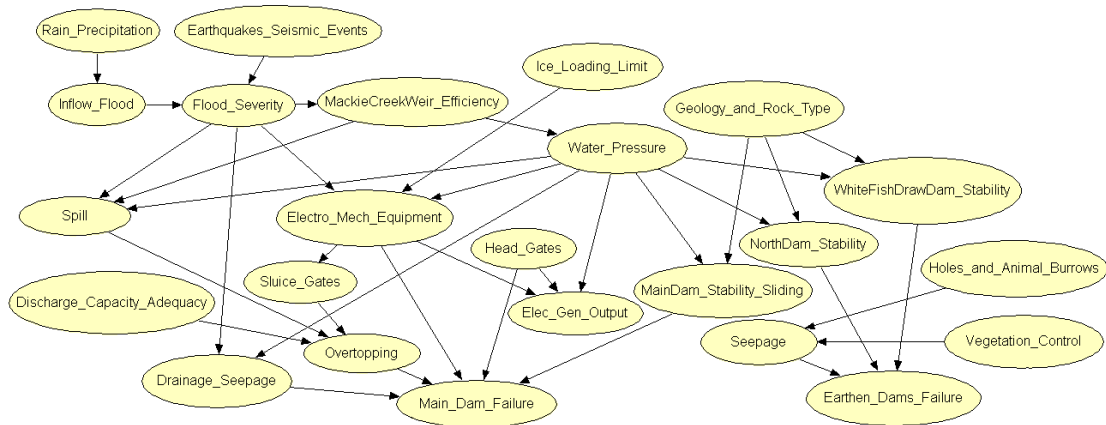 Rain_Precipitation
Earthquakes_Seismic_Events
Ice_Loading_Limit
Inflow_Flood
Flood_Severity
MackieCreekWeir_Efficiency
Geology_and_Rock_Type
Water_Pressure
WhiteFishDrawDam_Stability
Spill
Electro_Mech_Equipment
Head_Gates
NorthDam_Stability
Holes_and_Animal_Burrows
Sluice_Gates
Discharge_Capacity_Adequacy
MainDam_Stability_Sliding
Elec_Gen_Output
Seepage
Vegetation_Control
Overtopping
Drainage_Seepage
Main_Dam_Failure
Earthen_Dams_Failure